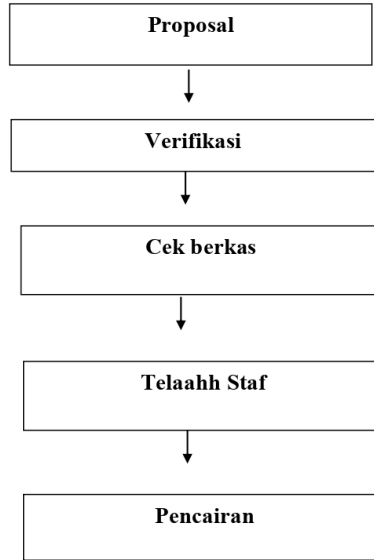 Proposal
Verifikasi
Cek berkas
Telaahh Staf
Pencairan